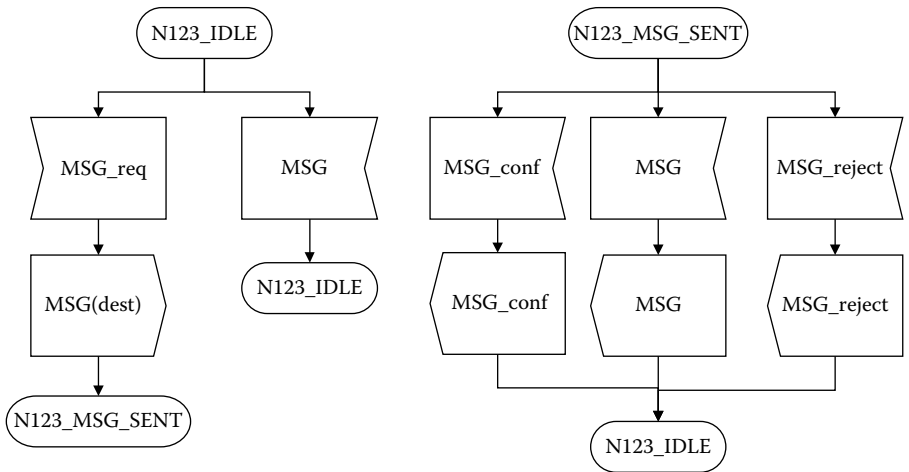 N123_IDLE
MSG_req
MSG
MSG(dest)
N123_IDLE
N123_MSG_SENT
N123_MSG_SENT
MSG_conf
MSG
MSG_reject
MSG_conf
MSG
MSG_reject
N123_IDLE